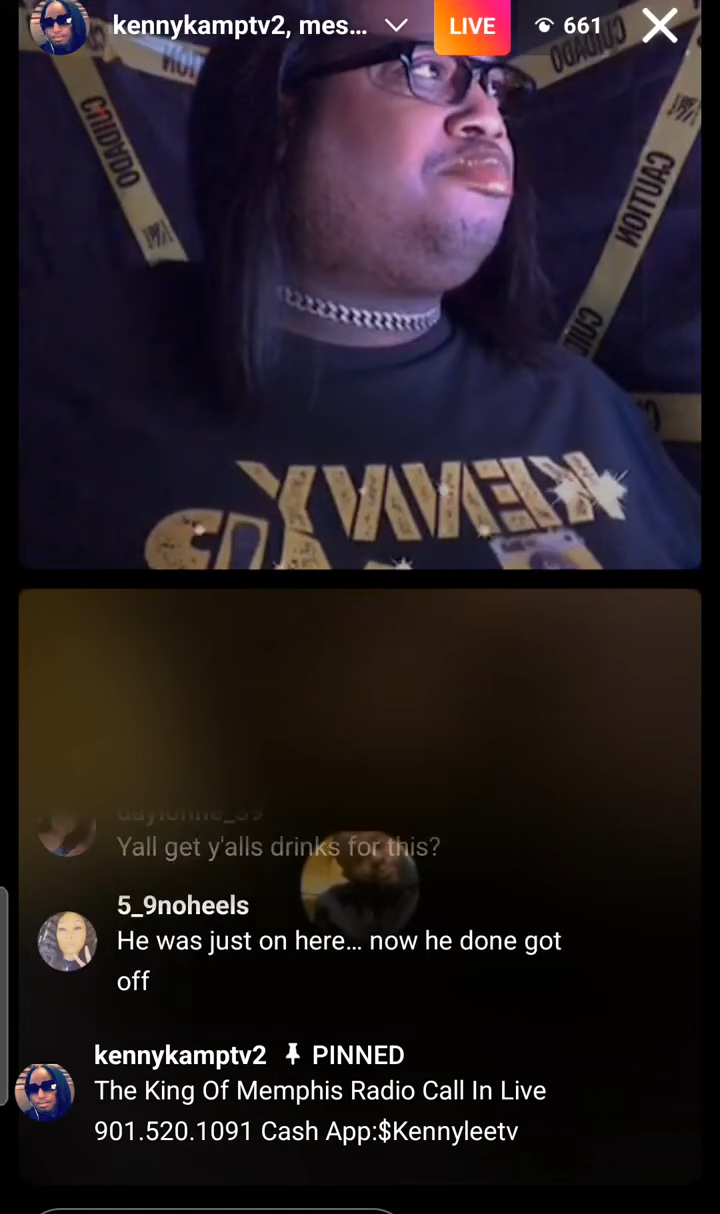 kennykamptv2, mes...
LIVE
661
CUIDADO
CAUTION
KENNY
daylonne_39
Yall get y'alls drinks for this?
5_9noheels
He was just on here... now he done got
off
kennykamptv2 PINNED
The King Of Memphis Radio Call In Live
901.520.1091 Cash App:$Kennyleetv